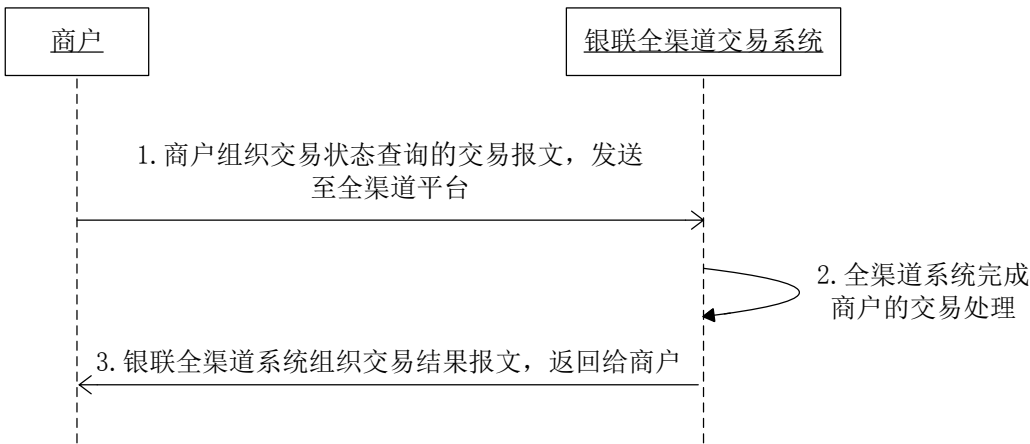 商户
银联全渠道交易系统
1.商户组织交易状态查询的交易报文，发送
至全渠道平台
2.全渠道系统完成
商户的交易处理
3.银联全渠道系统组织交易结果报文，返回给商户